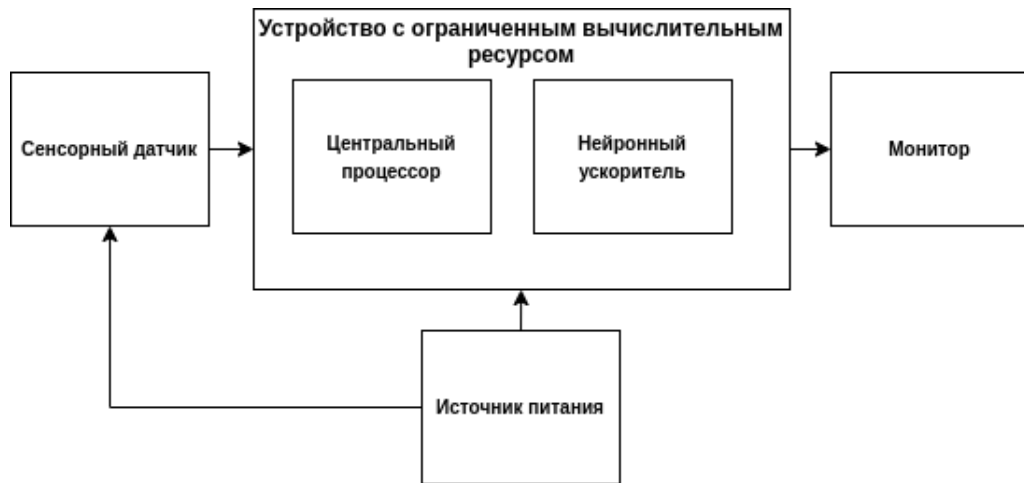 Устройство с ограниченным вычислительным
ресурсом
Сенсорный датчик
Центральный
процессор
Нейронный
ускоритель
Монитор
Источник питания